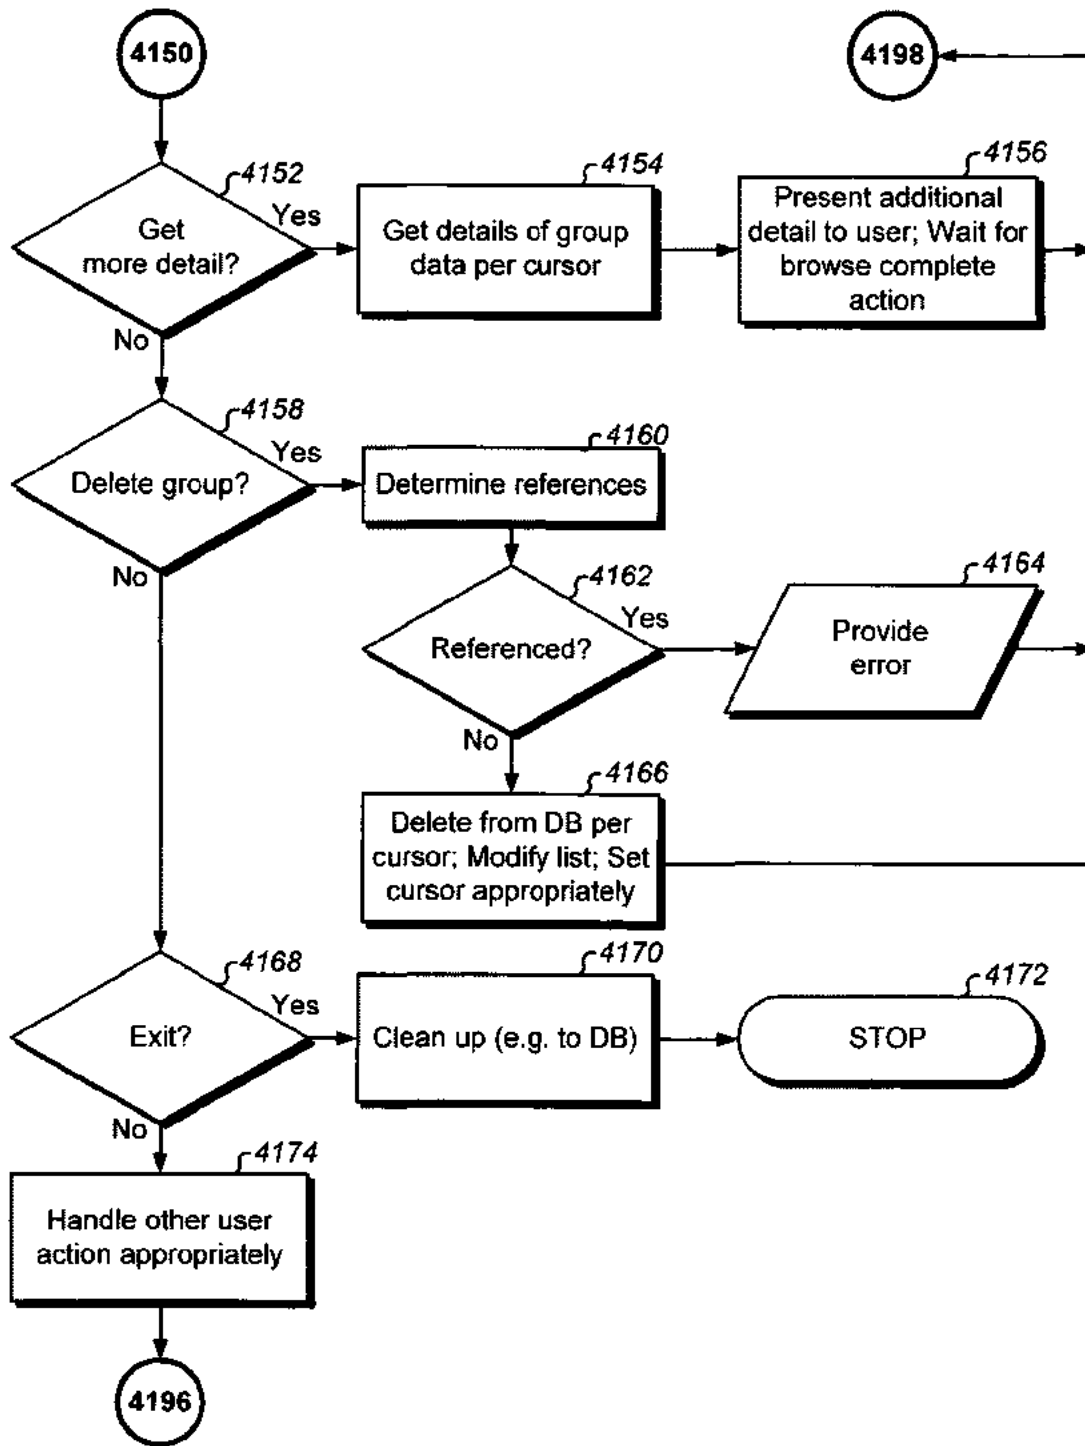 4150
4198
4152
Get
more detail?
Yes
No
4154
Get details of group
data per cursor
4156
Present additional
detail to user; Wait for
browse complete
action
4158
Delete group?
Yes
No
4160
Determine references
4162
Referenced?
Yes
No
4164
Provide
error
4166
Delete from DB per
cursor; Modify list; Set
cursor appropriately
4168
Exit?
Yes
No
4170
Clean up (e.g. to DB)
4172
STOP
4174
Handle other user
action appropriately
4196